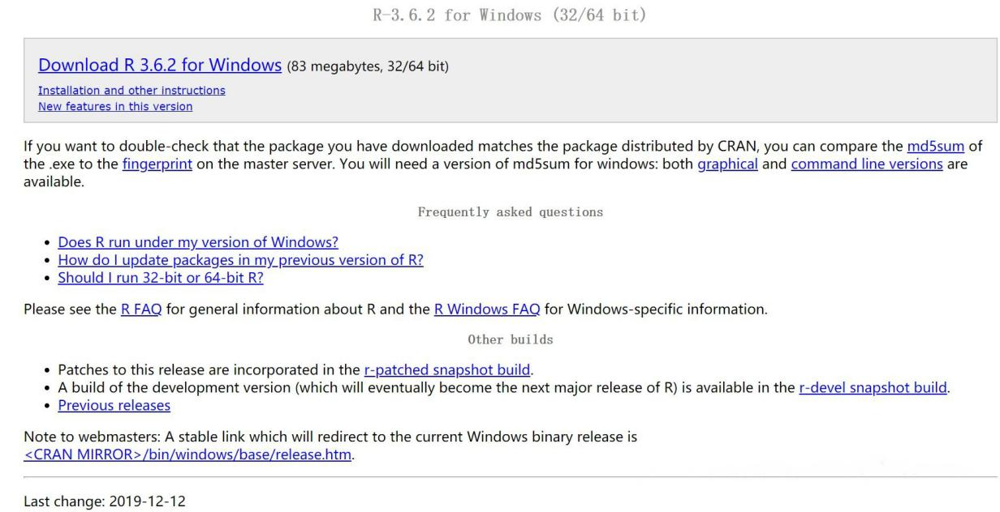 R-3.6.2 for Windows (32/64 bit)
Download R 3.6.2 for Windows (83 megabytes, 32/64 bit)
Installation and other instructions
New features in this version
If you want to double-check that the package you have downloaded matches the package distributed by CRAN, you can compare the md5sum of
the .exe to the fingerprint on the master server. You will need a version of md5sum for windows: both graphical and command line versions are
available.
Frequently asked questions
• Does R run under my version of Windows?
• How do I update packages in my previous version of R?
• Should I run 32-bit or 64-bit R?
Please see the R FAQ for general information about R and the R Windows FAQ for Windows-specific information.
Other builds
• Patches to this release are incorporated in the r-patched snapshot build.
• A build of the development version (which will eventually become the next major release of R) is available in the r-devel snapshot build.
• Previous releases
Note to webmasters: A stable link which will redirect to the current Windows binary release is
<CRAN MIRROR>/bin/windows/base/release.htm.
Last change: 2019-12-12